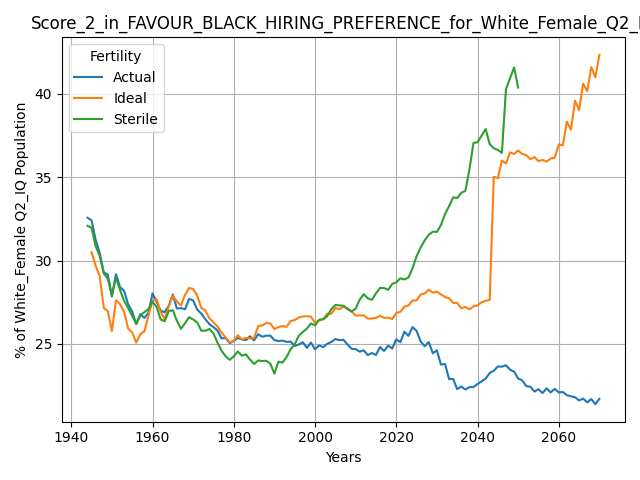 Score_2_in_FAVOUR_BLACK_HIRING_PREFERENCE_for_White_Female_Q2_I
Fertility
Actual
Ideal
Sterile
% of White_Female Q2_IQ Population
40
35
30
25
1940
1960
1980
2000
2020
2040
2060
Years